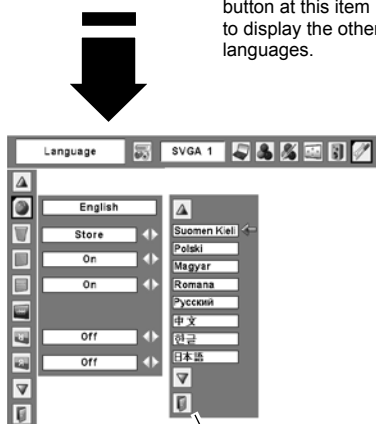 button at this item
to display the other
languages.
Language
SVGA 1
English
Store
On
On
Off
Off
Suomen Kieli
Polski
Magyar
Romana
Русский
中文
한글
日本語